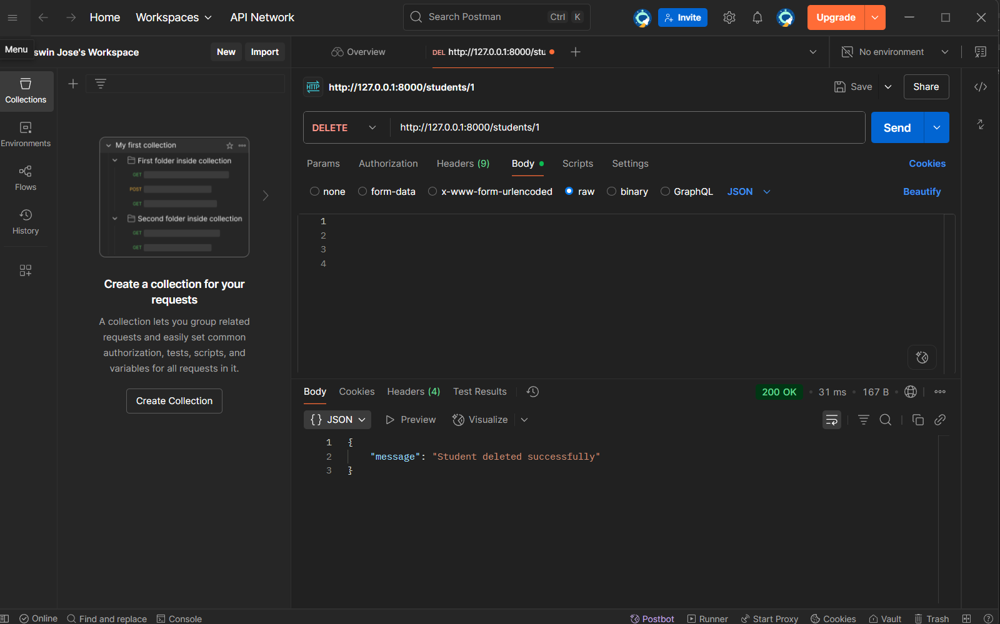 Home Workspaces API Network Search Postman Ctrl K Invite Upgrade
Menu swin Jose's Workspace New Import Overview DEL http://127.0.0.1:8000/stu No environment
http://127.0.0.1:8000/students/1 Save Share
Collections
Environments
Flows
History
My first collection
First folder inside collection
GET
POST
GET
Second folder inside collection
GET
GET
Create a collection for your
requests
A collection lets you group related
requests and easily set common
authorization, tests, scripts, and
variables for all requests in it.
Create Collection
DELETE http://127.0.0.1:8000/students/1 Send
Params Authorization Headers (9) Body Scripts Settings Cookies
none form-data x-www-form-urlencoded raw binary GraphQL JSON Beautify
1
2
3
4
Body Cookies Headers (4) Test Results 200 OK 31 ms 167 B
{} JSON Preview Visualize
1 {
2 "message": "Student deleted successfully"
3 }
Online Find and replace Console Postbot Runner Start Proxy Cookies Vault Trash